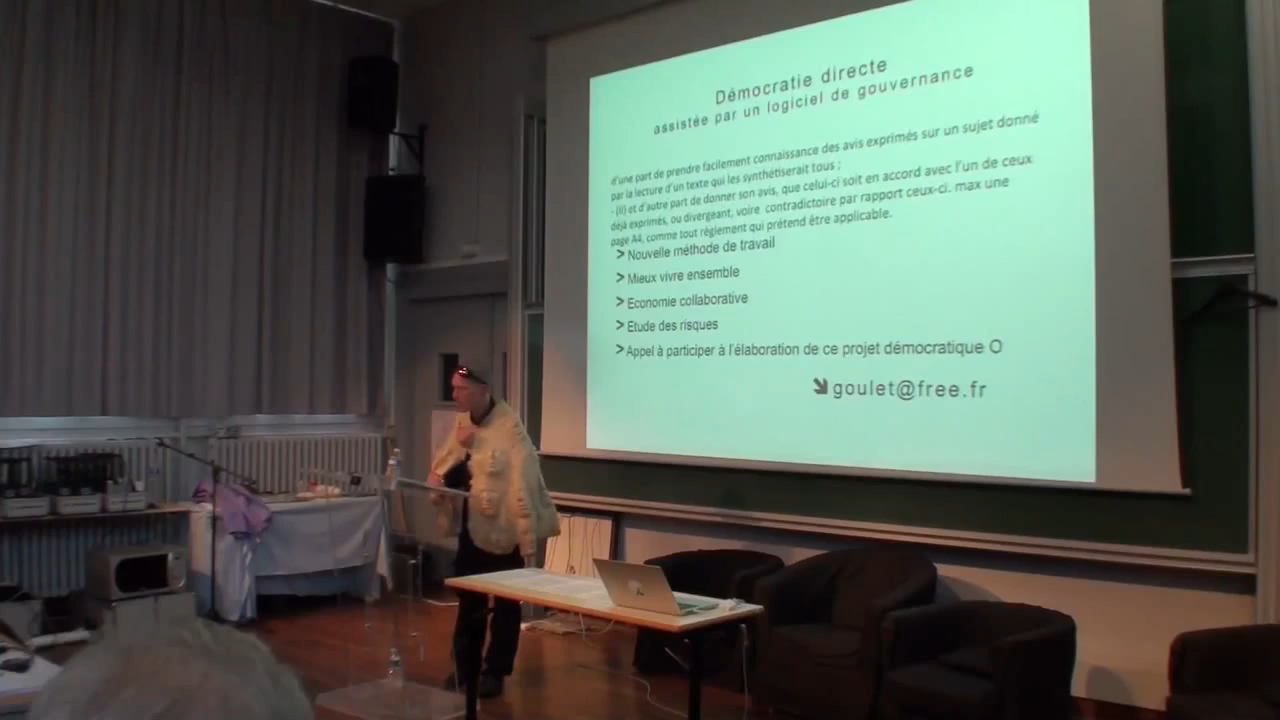 Démocratie directe
assistée par un logiciel de gouvernance
d'une part de prendre facilement connaissance des avis exprimés sur un sujet donné
par la lecture d'un texte qui les synthétiserait tous ;
- (ii) et d'autre part de donner son avis, que celui-ci soit en accord avec l'un de ceux
déjà exprimés, ou divergeant, voire contradictoire par rapport ceux-ci. max une
page A4, comme tout règlement qui prétend être applicable.
> Nouvelle méthode de travail
> Mieux vivre ensemble
> Economie collaborative
> Etude des risques
> Appel à participer à l'élaboration de ce projet démocratique O
goulet@free.fr